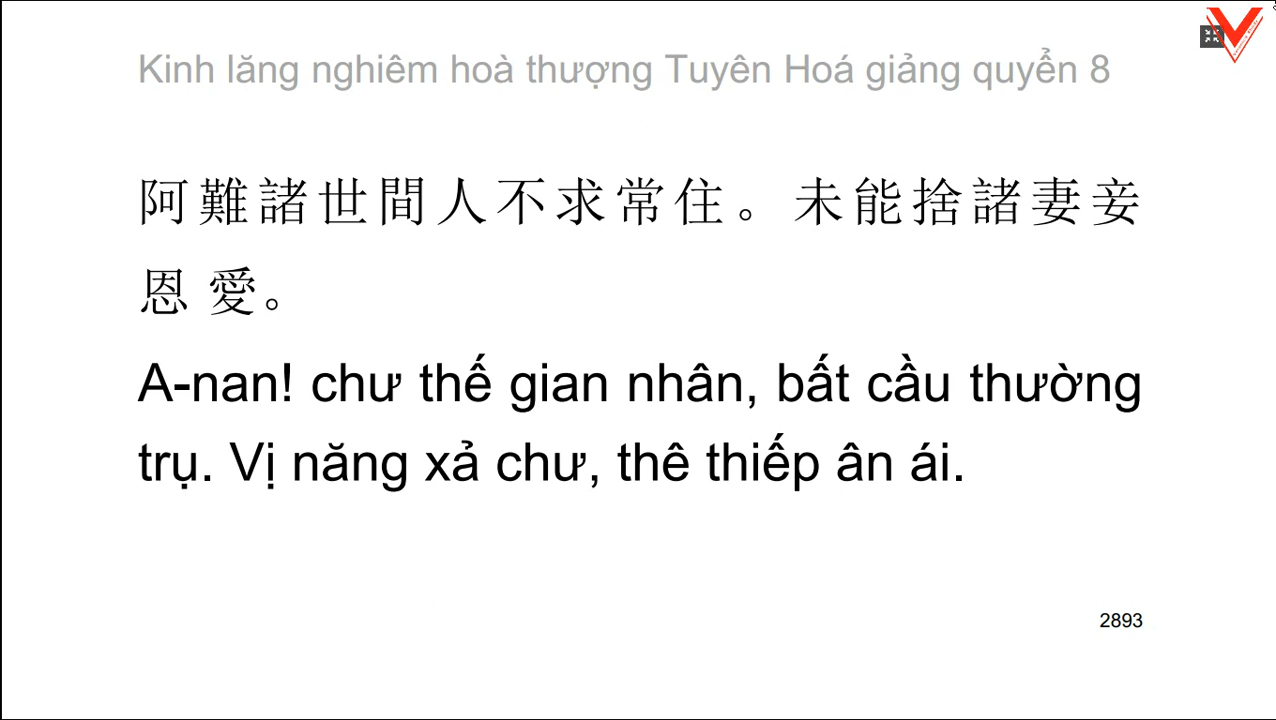 Kinh lăng nghiêm hoà thượng Tuyên Hoá giảng quyển 8
阿難諸世間人不求常住。未能捨諸妻妾
恩 愛。
A-nan! chư thế gian nhân, bất cầu thường
trụ. Vị năng xả chư, thê thiếp ân ái.
2893